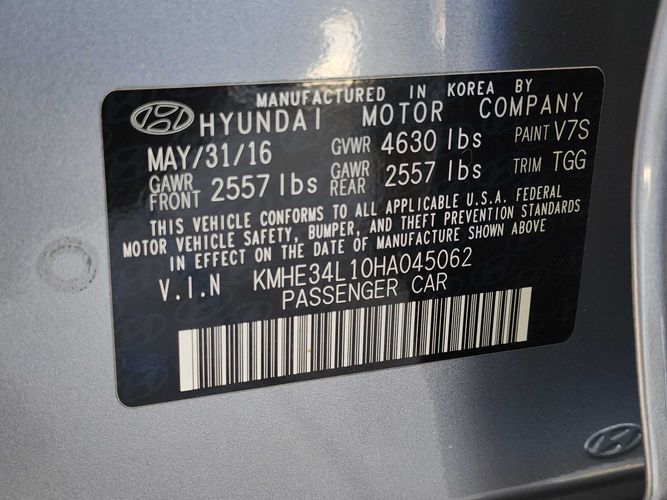 MANUFACTURED IN KOREA BY
HYUNDAI MOTOR COMPANY
MAY/31/16 GVWR 4630 lbs PAINT V7S
GAWR FRONT 2557 lbs GAWR REAR 2557 lbs TRIM TGG
THIS VEHICLE CONFORMS TO ALL APPLICABLE U.S.A. FEDERAL
MOTOR VEHICLE SAFETY, BUMPER, AND THEFT PREVENTION STANDARDS
IN EFFECT ON THE DATE OF MANUFACTURE SHOWN ABOVE
V.I.N KMHE34L10HA045062
PASSENGER CAR